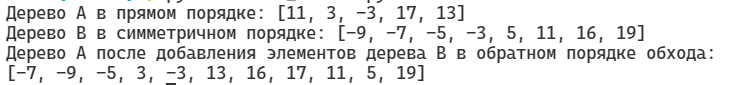 Дерево A в прямом порядке: [11, 3, -3, 17, 13]
Дерево B в симметричном порядке: [-9, -7, -5, -3, 5, 11, 16, 19]
Дерево A после добавления элементов дерева B в обратном порядке обхода:
[-7, -9, -5, 3, -3, 13, 16, 17, 11, 5, 19]